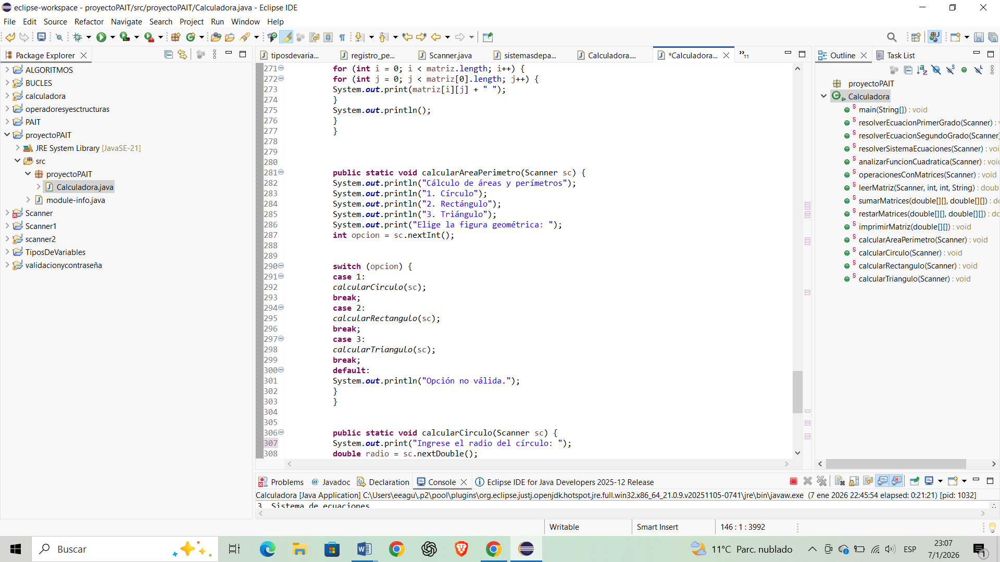 eclipse-workspace - proyectoPAIT/src/proyectoPAIT/Calculadora.java - Eclipse IDE
File Edit Source Refactor Navigate Search Project Run Window Help
Package Explorer
ALGORITMOS
BUCLES
calculadora
operadoresyesctructuras
PAIT
proyectoPAIT
JRE System Library [JavaSE-21]
src
proyectoPAIT
Calculadora.java
module-info.java
Scanner
Scanner1
scanner2
TiposDeVariables
validacionycontraseña
tiposdevaria... registro_pe... Scanner.java sistemasdepa... Calculadora.... *Calculadora... »11
271 for (int i = 0; i < matriz.length; i++) {
272 for (int j = 0; j < matriz[0].length; j++) {
273 System.out.print(matriz[i][j] + " ");
274 }
275 System.out.println();
276 }
277 }
278
279
280
281 public static void calcularAreaPerimetro(Scanner sc) {
282 System.out.println("Cálculo de áreas y perímetros");
283 System.out.println("1. Círculo");
284 System.out.println("2. Rectángulo");
285 System.out.println("3. Triángulo");
286 System.out.print("Elige la figura geométrica: ");
287 int opcion = sc.nextInt();
288
289
290 switch (opcion) {
291 case 1:
292 calcularCirculo(sc);
293 break;
294 case 2:
295 calcularRectangulo(sc);
296 break;
297 case 3:
298 calcularTriangulo(sc);
299 break;
300 default:
301 System.out.println("Opción no válida.");
302 }
303 }
304
305
306 public static void calcularCirculo(Scanner sc) {
307 System.out.print("Ingrese el radio del círculo: ");
308 double radio = sc.nextDouble();
Outline Task List
proyectoPAIT
Calculadora
main(String[]) : void
resolverEcuacionPrimerGrado(Scanner) : v
resolverEcuacionSegundoGrado(Scanner)
resolverSistemaEcuaciones(Scanner) : voi
analizarFuncionCuadratica(Scanner) : voic
operacionesConMatrices(Scanner) : void
leerMatriz(Scanner, int, int, String) : doub
sumarMatrices(double[][], double[][]) : do
restarMatrices(double[][], double[][]) : do
imprimirMatriz(double[][]) : void
calcularAreaPerimetro(Scanner) : void
calcularCirculo(Scanner) : void
calcularRectangulo(Scanner) : void
calcularTriangulo(Scanner) : void
Problems Javadoc Declaration Console Eclipse IDE for Java Developers 2025-12 Release
Calculadora [Java Application] C:\Users\eeagu\.p2\pool\plugins\org.eclipse.justj.openjdk.hotspot.jre.full.win32.x86_64_21.0.9.v20251105-0741\jre\bin\javaw.exe (7 ene 2026 22:45:54 elapsed: 0:21:21) [pid: 1032]
3. Sistema de ecuaciones
Writable Smart Insert 146 : 1 : 3992
Buscar
11°C Parc. nublado
ESP
23:07
7/1/2026
1